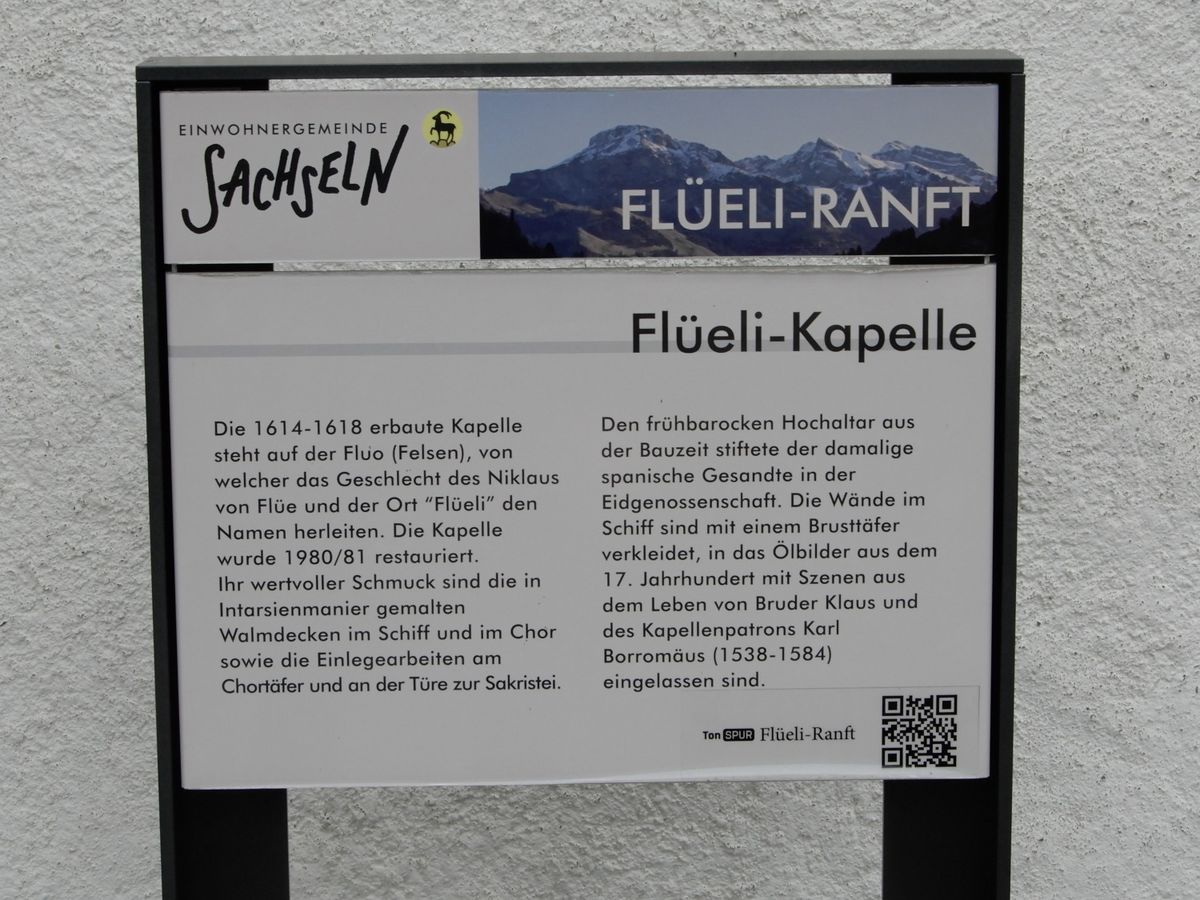 EINWOHNERGEMEINDE
SACHSELN
FLÜELI-RANFT
Flüeli-Kapelle
Die 1614-1618 erbaute Kapelle
steht auf der Fluo (Felsen), von
welcher das Geschlecht des Niklaus
von Flüe und der Ort “Flüeli” den
Namen herleiten. Die Kapelle
wurde 1980/81 restauriert.
Ihr wertvoller Schmuck sind die in
Intarsienmanier gemalten
Walmdecken im Schiff und im Chor
sowie die Einlegearbeiten am
Chortäfer und an der Türe zur Sakristei.
Den frühbarocken Hochaltar aus
der Bauzeit stiftete der damalige
spanische Gesandte in der
Eidgenossenschaft. Die Wände im
Schiff sind mit einem Brusttäfer
verkleidet, in das Ölbilder aus dem
17. Jahrhundert mit Szenen aus
dem Leben von Bruder Klaus und
des Kapellenpatrons Karl
Borromäus (1538-1584)
eingelassen sind.
Ton SPUR Flüeli-Ranft